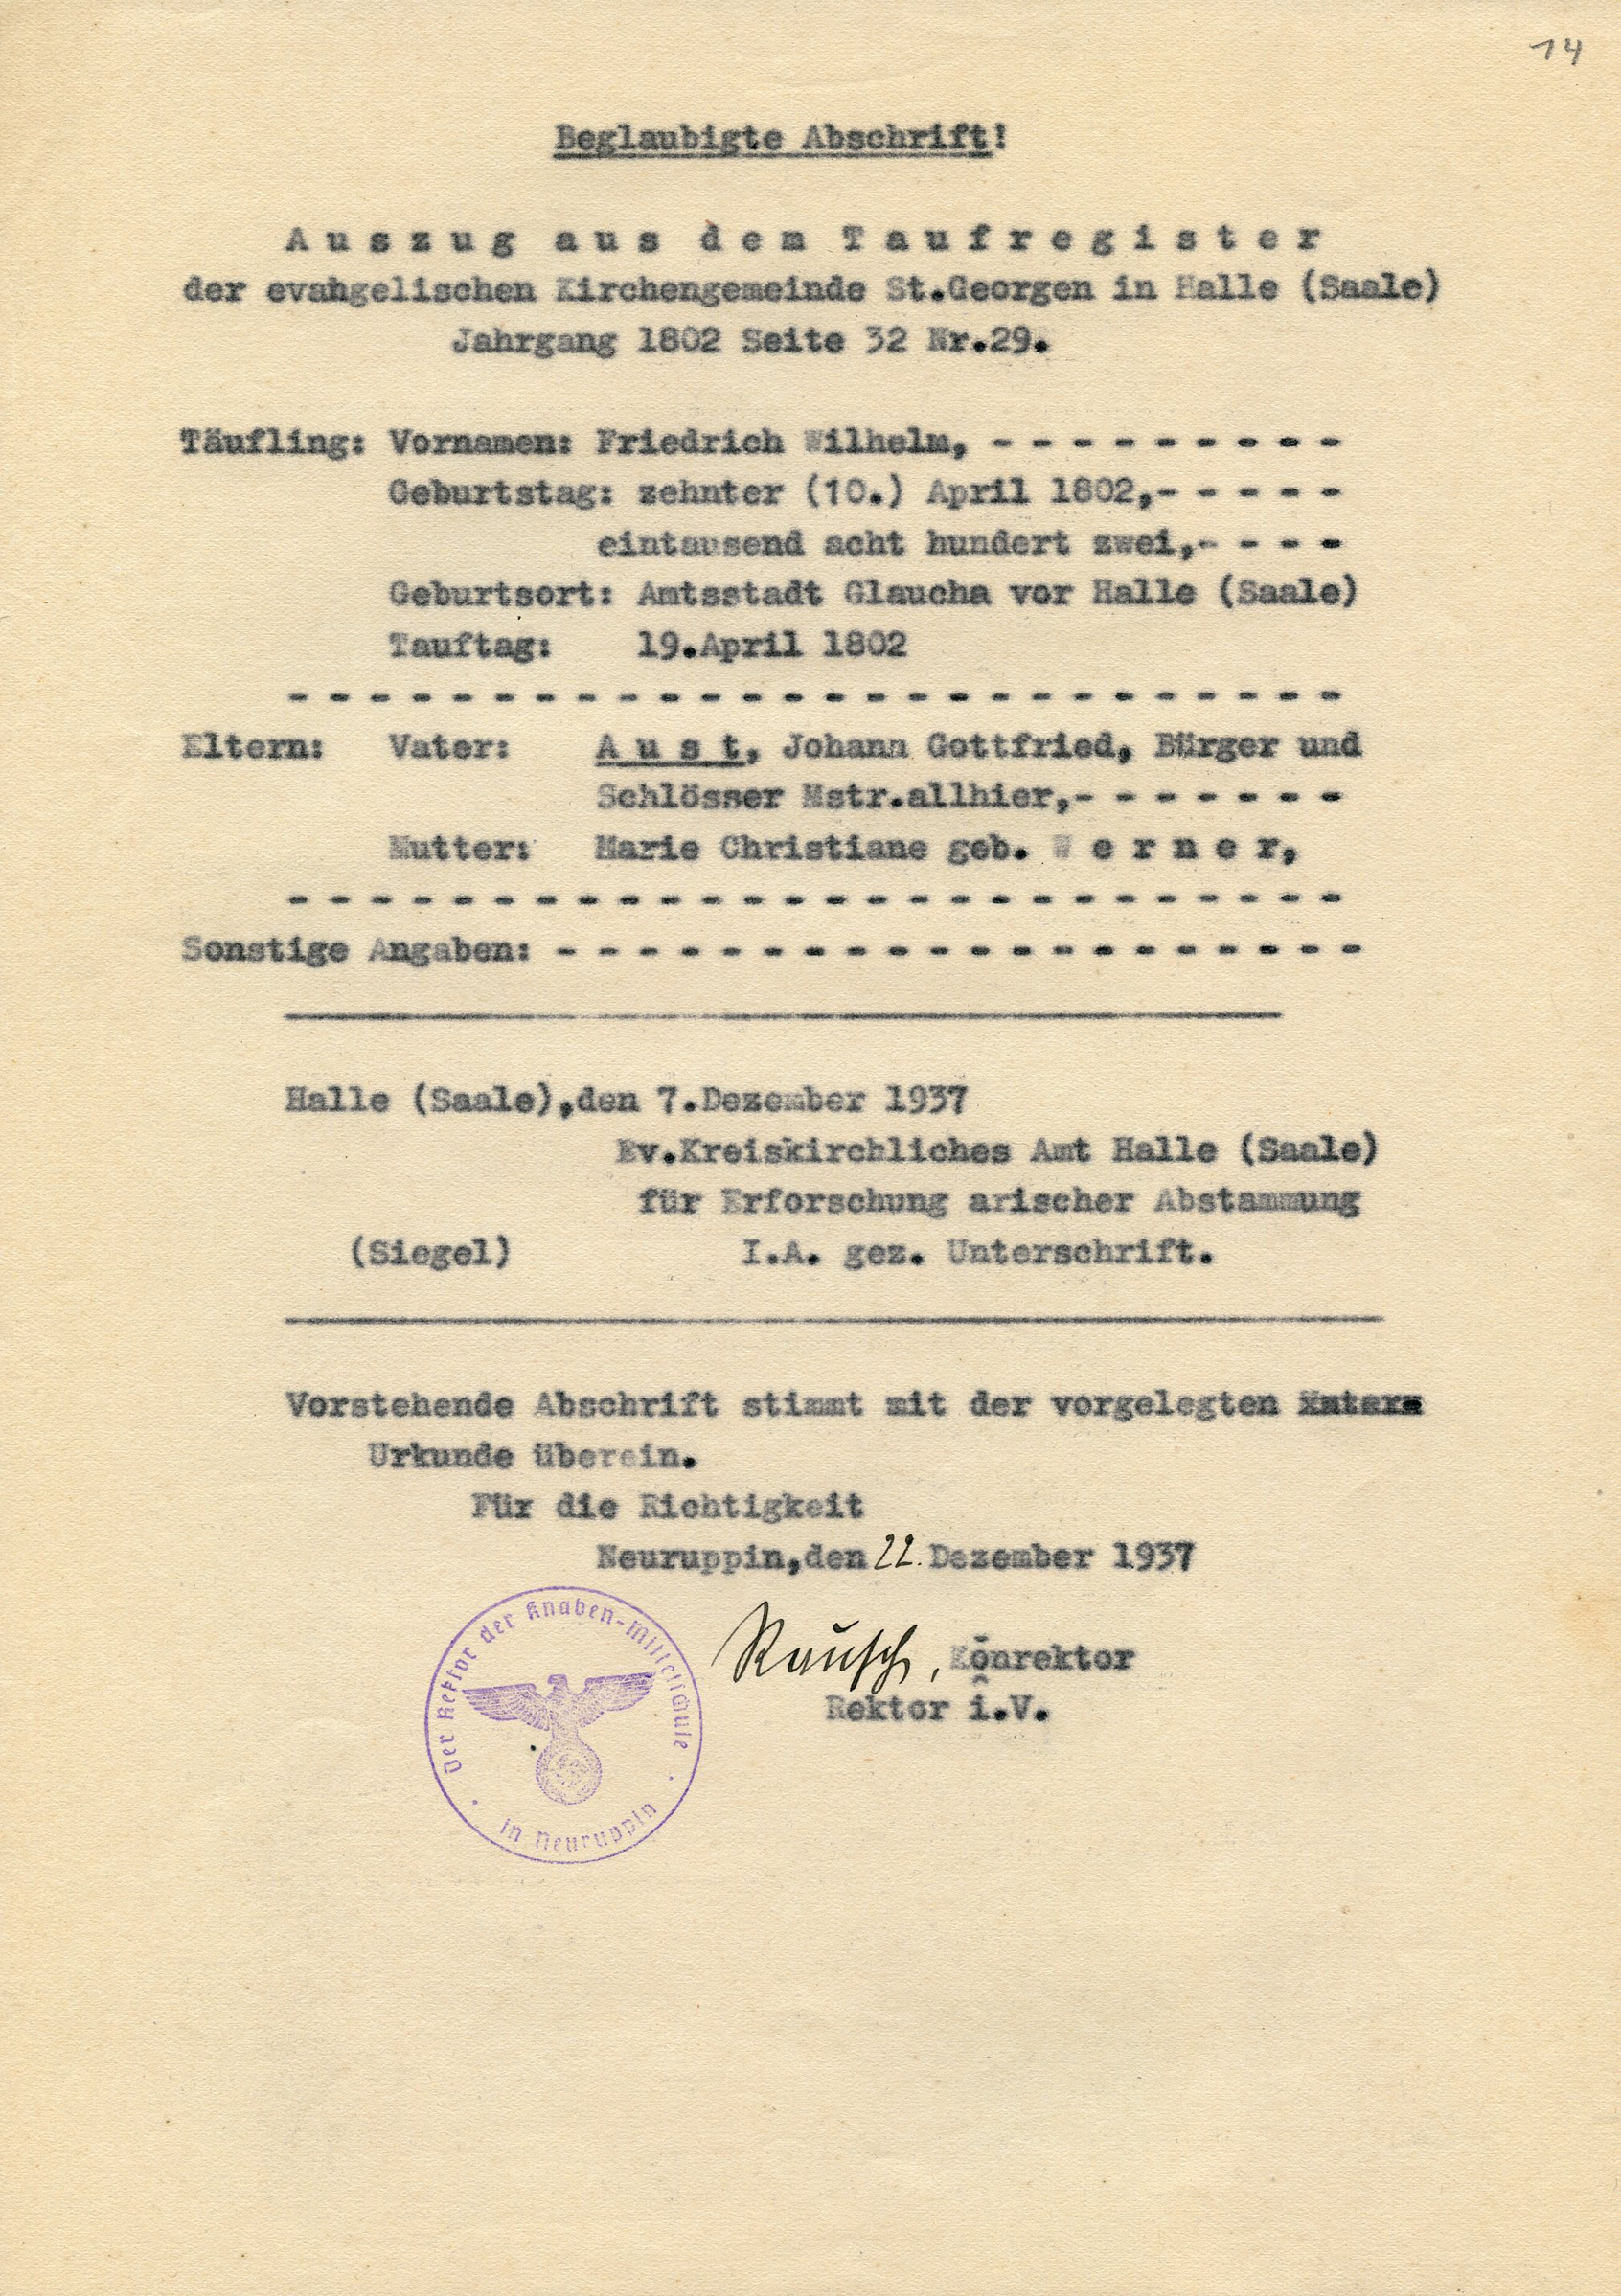 14
Beglaubigte Abschrift!
A u s z u g  a u s  d e m  T a u f r e g i s t e r
der evangelischen Kirchengemeinde St.Georgen in Halle (Saale)
Jahrgang 1802 Seite 32 Nr.29.
Täufling: Vornamen: Friedrich Wilhelm, - - - - - - - - -
Geburtstag: zehnter (10.) April 1802,- - - - -
eintausend acht hundert zwei,- - - -
Geburtsort: Amtsstadt Glaucha vor Halle (Saale)
Tauftag: 19.April 1802
- - - - - - - - - - - - - - - - - - - - - - - - - -
Eltern: Vater: A u s t, Johann Gottfried, Bürger und
Schlösser Mstr.allhier,- - - - - - -
Mutter: Marie Christiane geb. W e r n e r,
- - - - - - - - - - - - - - - - - - - - - - - - - -
Sonstige Angaben: - - - - - - - - - - - - - - - - - - - -
Halle (Saale),den 7.Dezember 1937
Ev.Kreiskirchliches Amt Halle (Saale)
für Erforschung arischer Abstammung
(Siegel) I.A. gez. Unterschrift.
Vorstehende Abschrift stimmt mit der vorgelegten
Urkunde überein.
Für die Richtigkeit
Neuruppin,den 22. Dezember 1937
Rausch, Konrektor
Rektor i.V.
Der Rektor der Knaben-Mittelschule
in Neuruppin